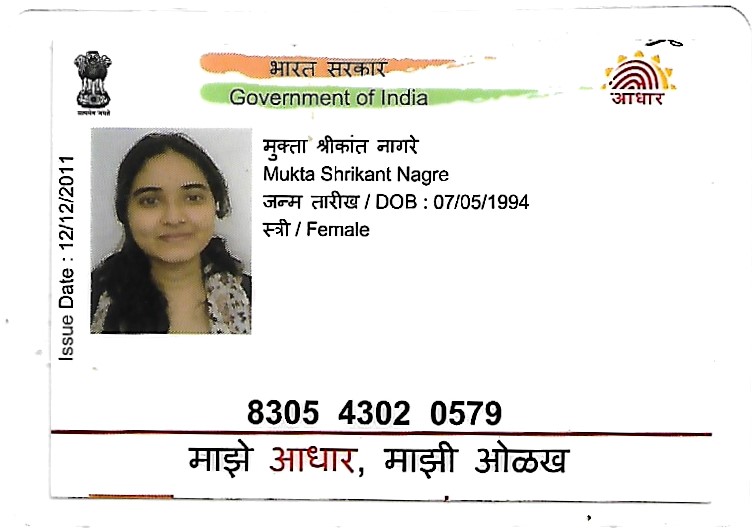 सत्यमेव जयते
भारत सरकार
Government of India
आधार
Issue Date : 12/12/2011
मुक्ता श्रीकांत नागरे
Mukta Shrikant Nagre
जन्म तारीख / DOB : 07/05/1994
स्त्री / Female
8305 4302 0579
माझे आधार, माझी ओळख